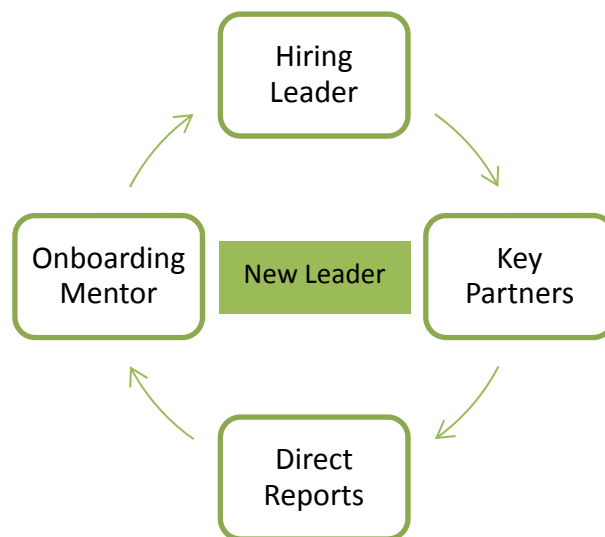 Hiring
Leader
Onboarding
Mentor
New Leader
Key
Partners
Direct
Reports